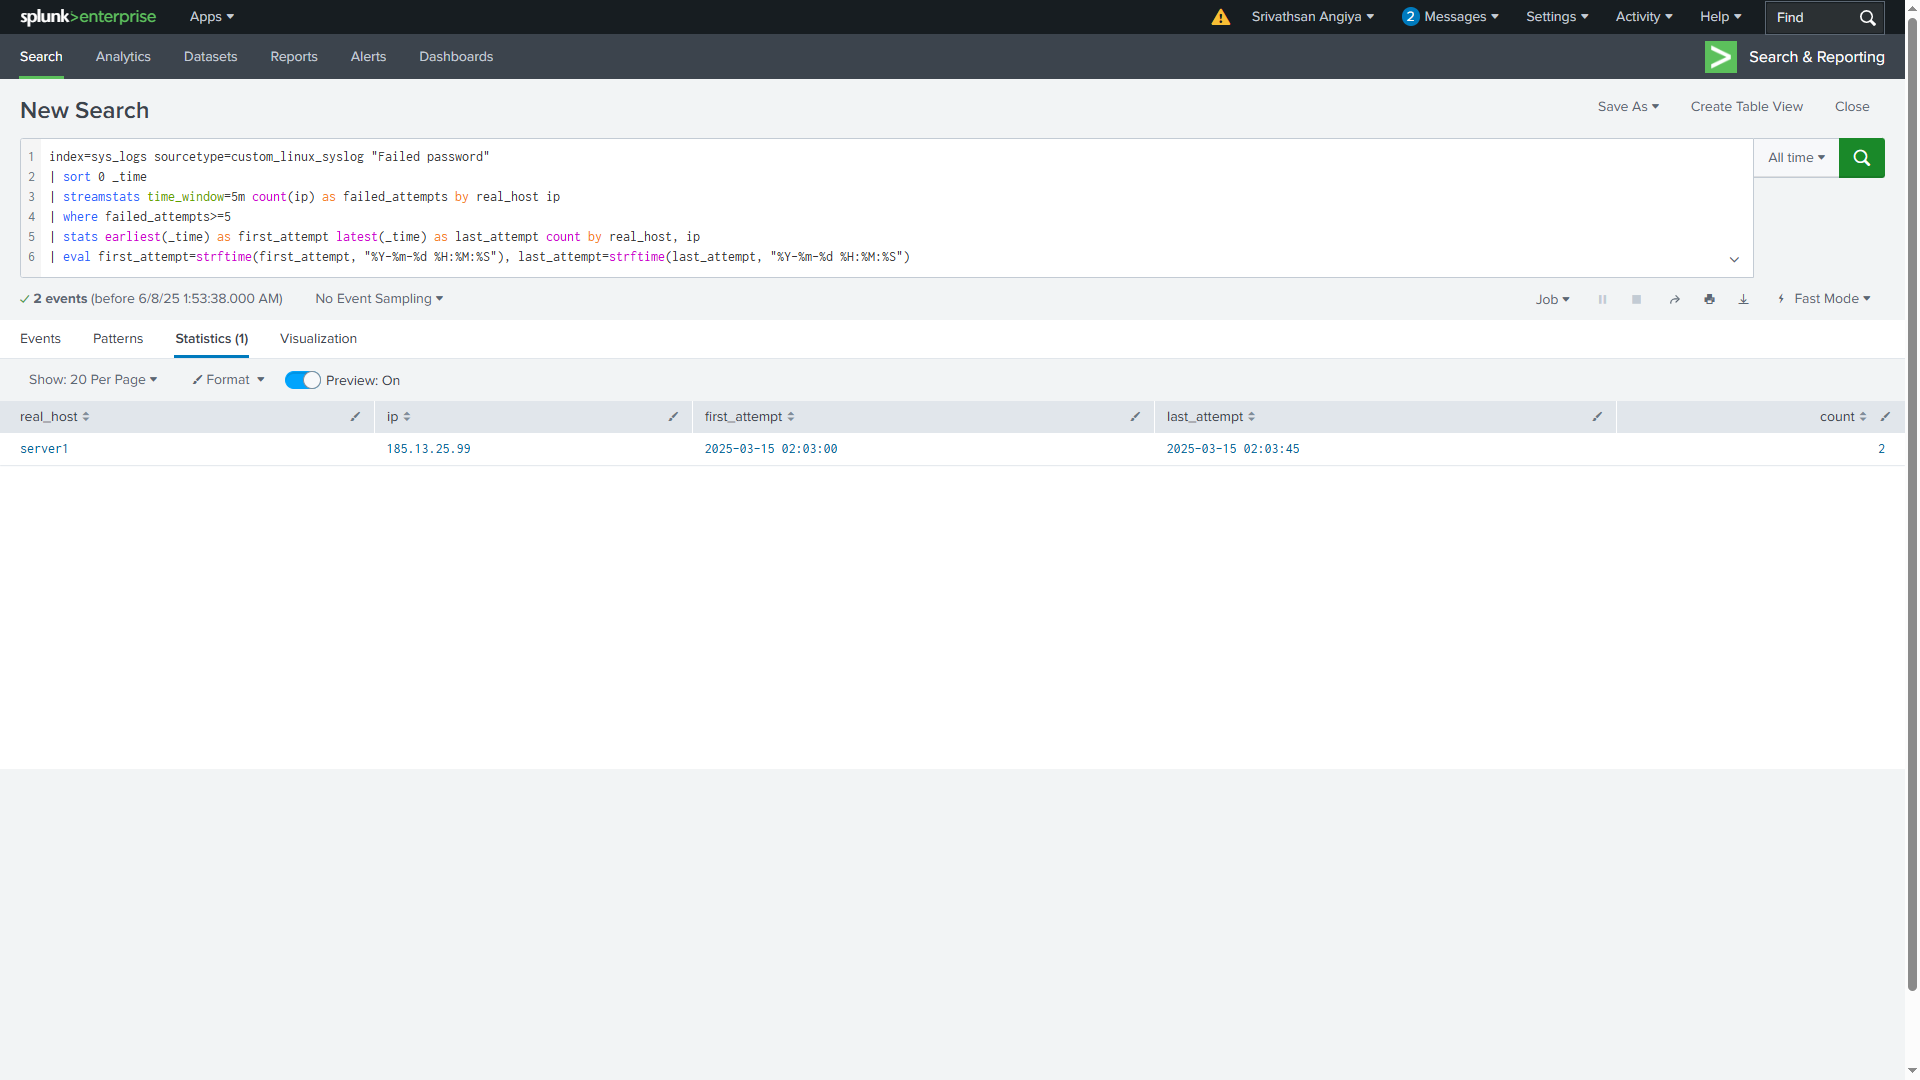 splunk>enterprise Apps Srivathsan Angiya 2 Messages Settings Activity Help Find
Search Analytics Datasets Reports Alerts Dashboards > Search & Reporting
New Search Save As Create Table View Close
1 index=sys_logs sourcetype=custom_linux_syslog "Failed password" All time
2 | sort 0 _time
3 | streamstats time_window=5m count(ip) as failed_attempts by real_host ip
4 | where failed_attempts>=5
5 | stats earliest(_time) as first_attempt latest(_time) as last_attempt count by real_host, ip
6 | eval first_attempt=strftime(first_attempt, "%Y-%m-%d %H:%M:%S"), last_attempt=strftime(last_attempt, "%Y-%m-%d %H:%M:%S")
2 events (before 6/8/25 1:53:38.000 AM) No Event Sampling Job Fast Mode
Events Patterns Statistics (1) Visualization
Show: 20 Per Page Format Preview: On
real_host ip first_attempt last_attempt count
server1 185.13.25.99 2025-03-15 02:03:00 2025-03-15 02:03:45 2